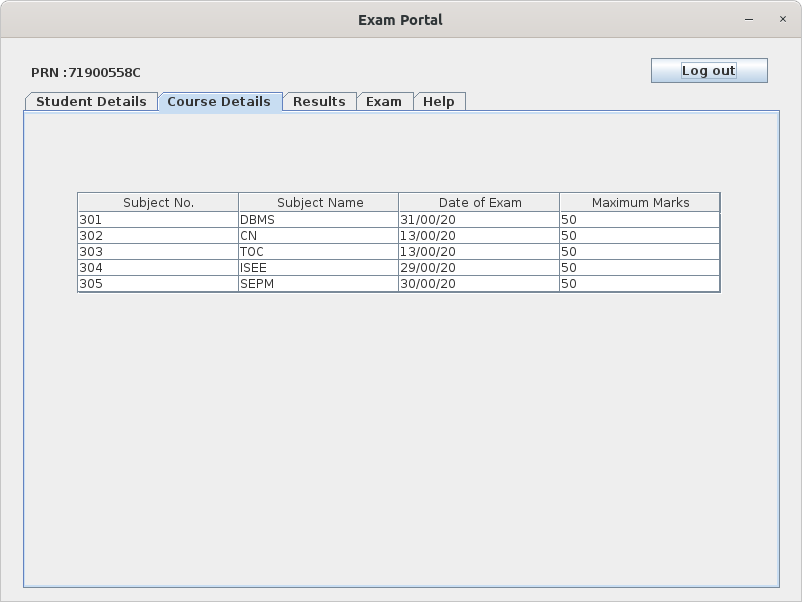 Exam Portal
PRN :71900558C
Log out
Student Details Course Details Results Exam Help
Subject No. Subject Name Date of Exam Maximum Marks
301 DBMS 31/00/20 50
302 CN 13/00/20 50
303 TOC 13/00/20 50
304 ISEE 29/00/20 50
305 SEPM 30/00/20 50